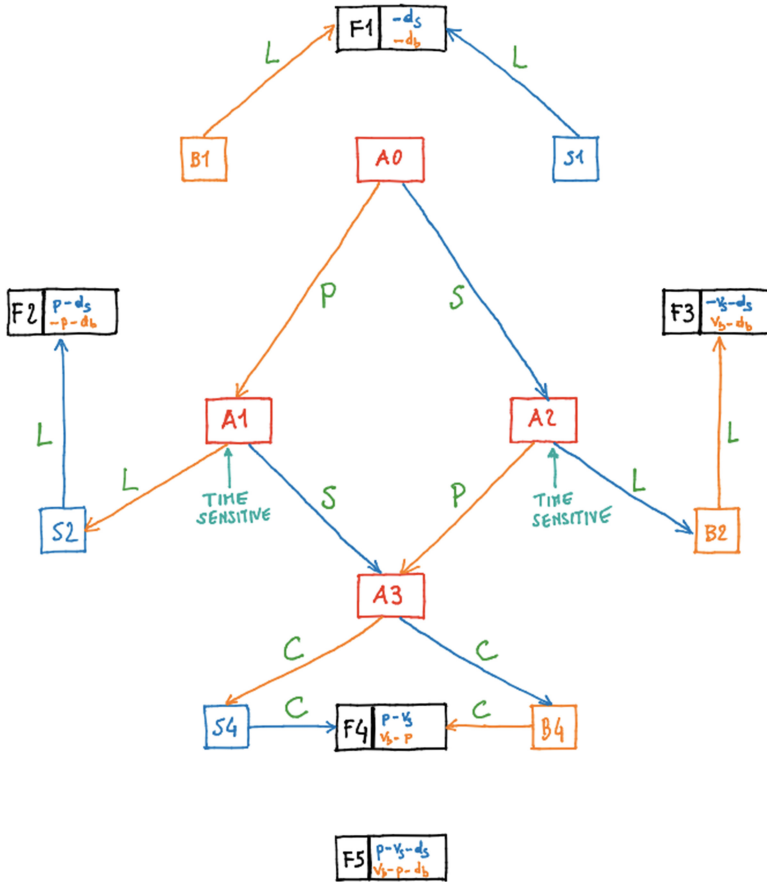 F1
-ds
-db
L
L
B1
A0
S1
P
S
F2
p-ds
-p-db
F3
-vs-ds
vb-db
A1
A2
L
L
L
S
P
L
TIME
SENSITIVE
TIME
SENSITIVE
S2
B2
A3
C
C
S4
C
F4
p-vs
vb-p
C
B4
F5
p-vs-ds
vb-p-db